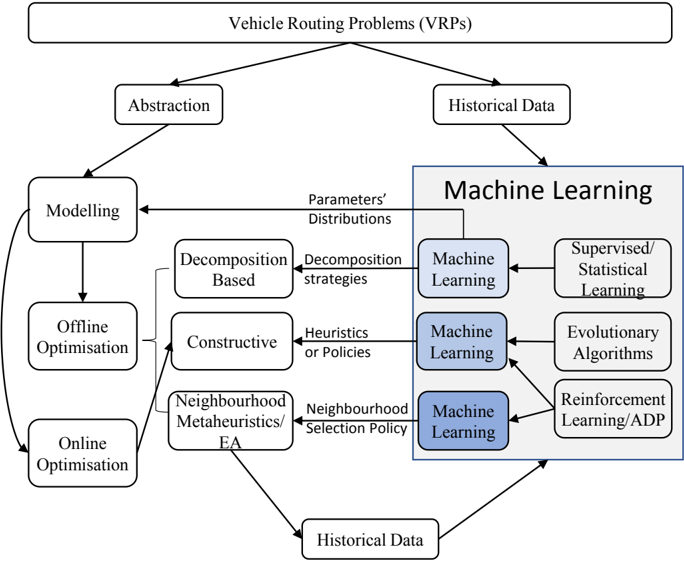 Vehicle Routing Problems (VRPs)
Abstraction
Historical Data
Machine Learning
Modelling
Parameters'
Distributions
Decomposition
Based
Decomposition
strategies
Machine
Learning
Supervised/
Statistical
Learning
Offline
Optimisation
Constructive
Heuristics
or Policies
Machine
Learning
Evolutionary
Algorithms
Neighbourhood
Metaheuristics/
EA
Neighbourhood
Selection Policy
Machine
Learning
Reinforcement
Learning/ADP
Online
Optimisation
Historical Data